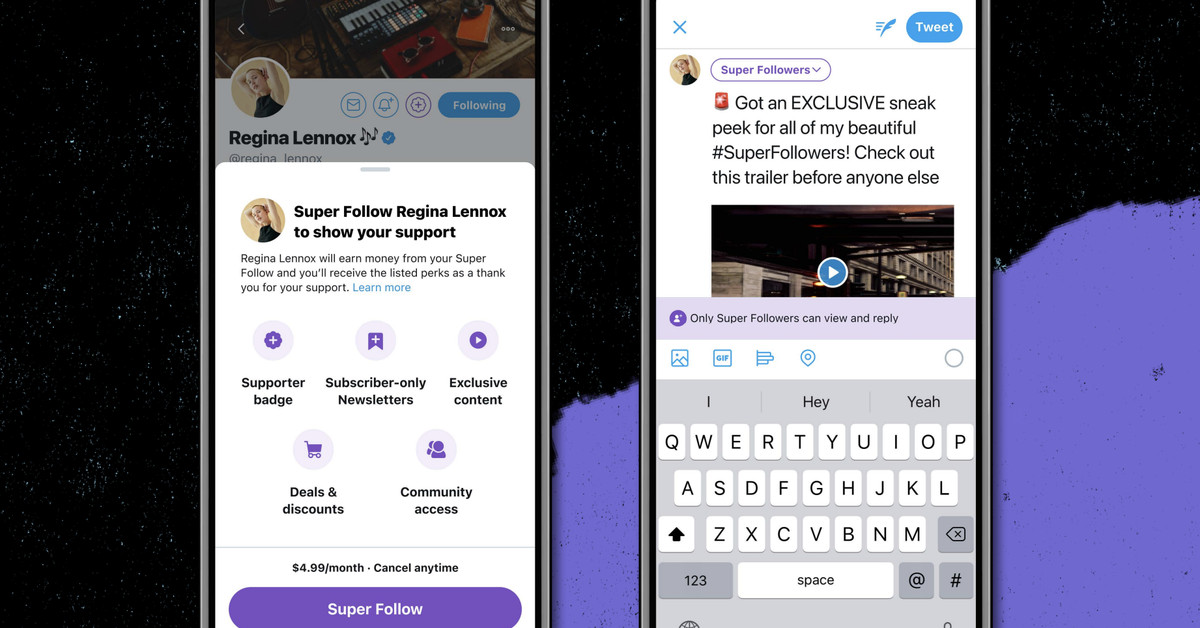 Following
Regina Lennox
@regina_lennox
Super Follow Regina Lennox
to show your support
Regina Lennox will earn money from your Super
Follow and you'll receive the listed perks as a thank
you for your support. Learn more
Supporter
badge
Subscriber-only
Newsletters
Exclusive
content
Deals &
discounts
Community
access
$4.99/month · Cancel anytime
Super Follow
Tweet
Super Followers
🚨 Got an EXCLUSIVE sneak
peek for all of my beautiful
#SuperFollowers! Check out
this trailer before anyone else
Only Super Followers can view and reply
GIF
I Hey Yeah
Q W E R T Y U I O P
A S D F G H J K L
Z X C V B N M
123 space @ #